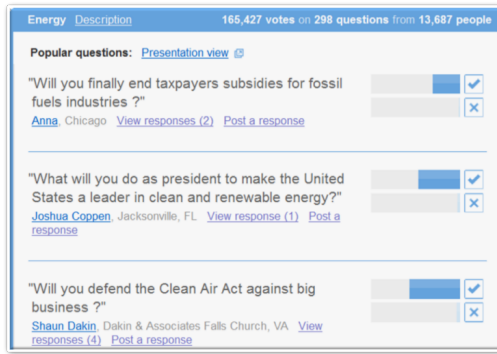 Energy Description 165,427 votes on 298 questions from 13,687 people
Popular questions: Presentation view
"Will you finally end taxpayers subsidies for fossil
fuels industries ?"
Anna, Chicago View responses (2) Post a response
"What will you do as president to make the United
States a leader in clean and renewable energy?"
Joshua Coppen, Jacksonville, FL View response (1) Post a
response
"Will you defend the Clean Air Act against big
business ?"
Shaun Dakin, Dakin & Associates Falls Church, VA View
responses (4) Post a response